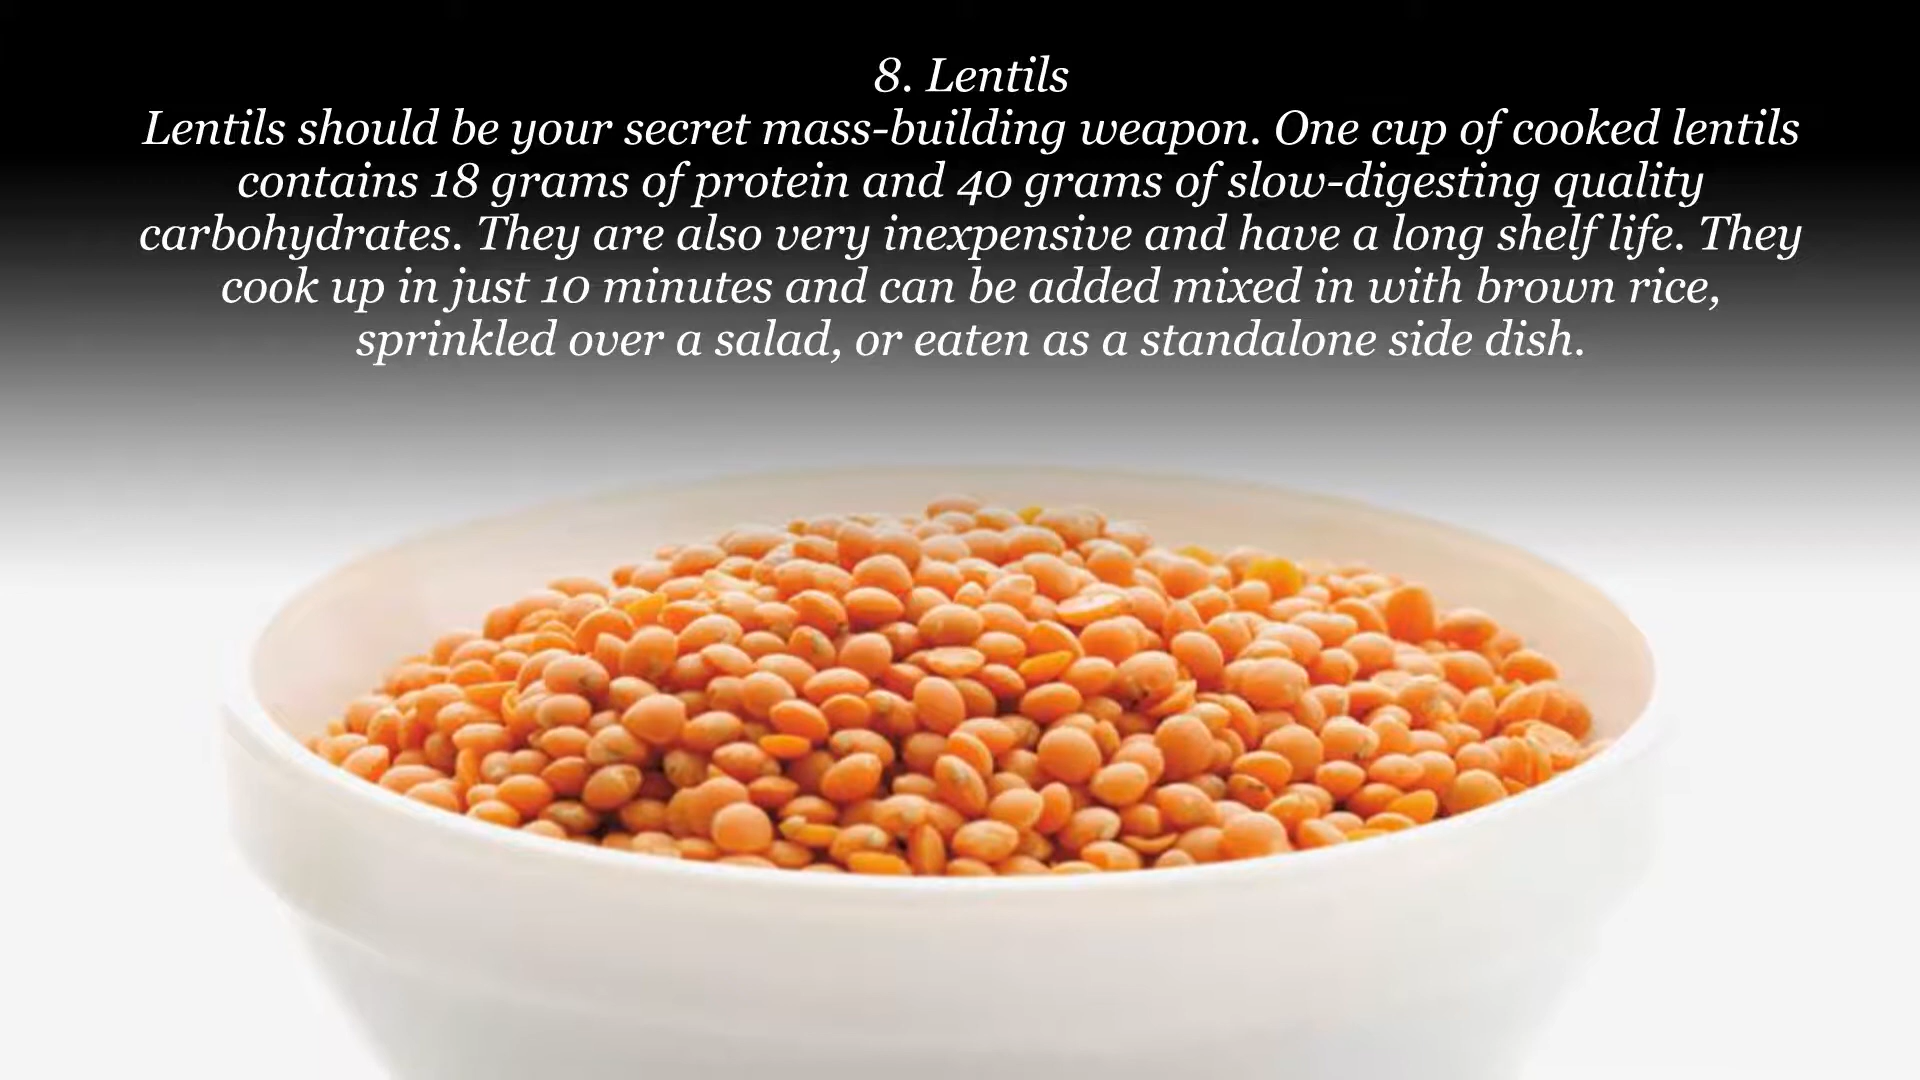 8. Lentils
Lentils should be your secret mass-building weapon. One cup of cooked lentils
contains 18 grams of protein and 40 grams of slow-digesting quality
carbohydrates. They are also very inexpensive and have a long shelf life. They
cook up in just 10 minutes and can be added mixed in with brown rice,
sprinkled over a salad, or eaten as a standalone side dish.